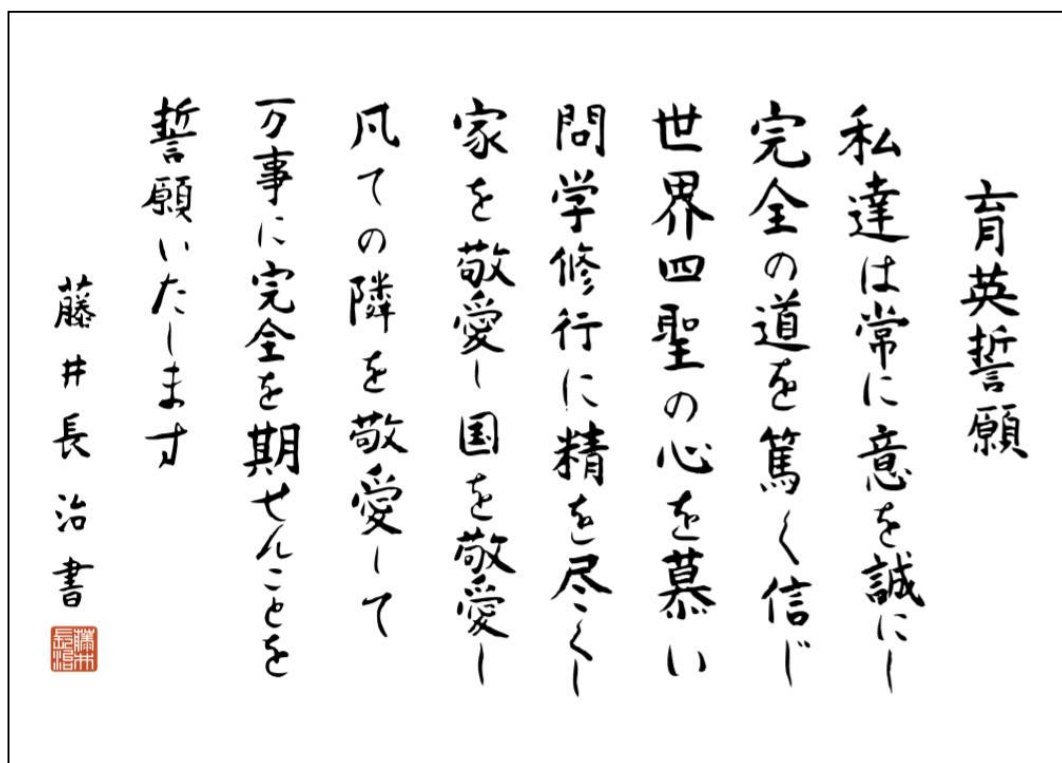 育英誓願
私達は常に意を誠にし
完全の道を篤く信じ
世界四聖の心を慕い
問学修行に精を尽くし
家を敬愛し国を敬愛し
凡ての隣を敬愛して
万事に完全を期せんことを
誓願いたします
藤井長治書
藤井長治